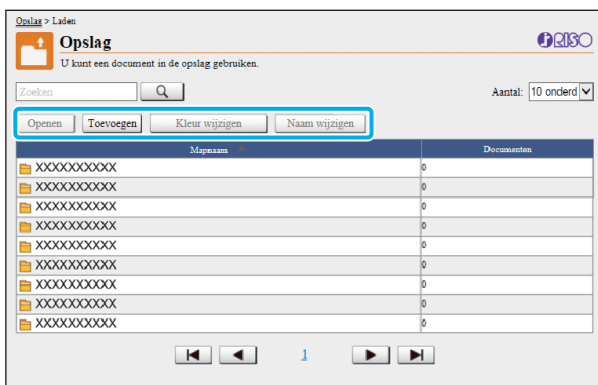 Opslag > Laden
Opslag
RISO
U kunt een document in de opslag gebruiken.
Zoeken
Aantal: 10 onderd
Openen Toevoegen Kleur wijzigen Naam wijzigen
Mapnaam Documenten
XXXXXXXXXX 0
XXXXXXXXXX 0
XXXXXXXXXX 0
XXXXXXXXXX 0
XXXXXXXXXX 0
XXXXXXXXXX 0
XXXXXXXXXX 0
XXXXXXXXXX 0
XXXXXXXXXX 0
1